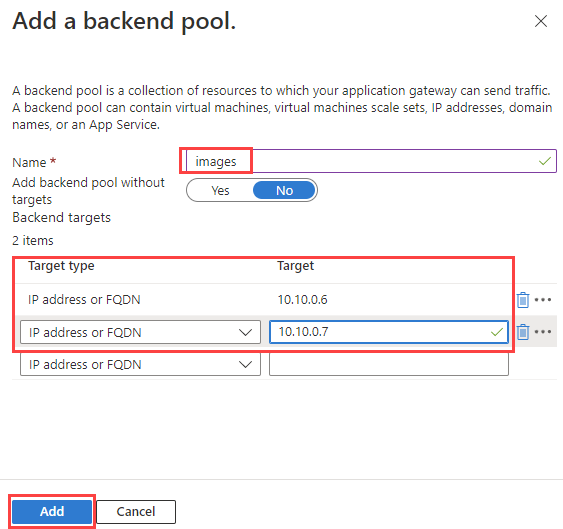 Add a backend pool.
A backend pool is a collection of resources to which your application gateway can send traffic.
A backend pool can contain virtual machines, virtual machines scale sets, IP addresses, domain
names, or an App Service.
Name *
images
Add backend pool without
targets
Yes No
Backend targets
2 items
Target type Target
IP address or FQDN 10.10.0.6
IP address or FQDN 10.10.0.7
IP address or FQDN
Add Cancel